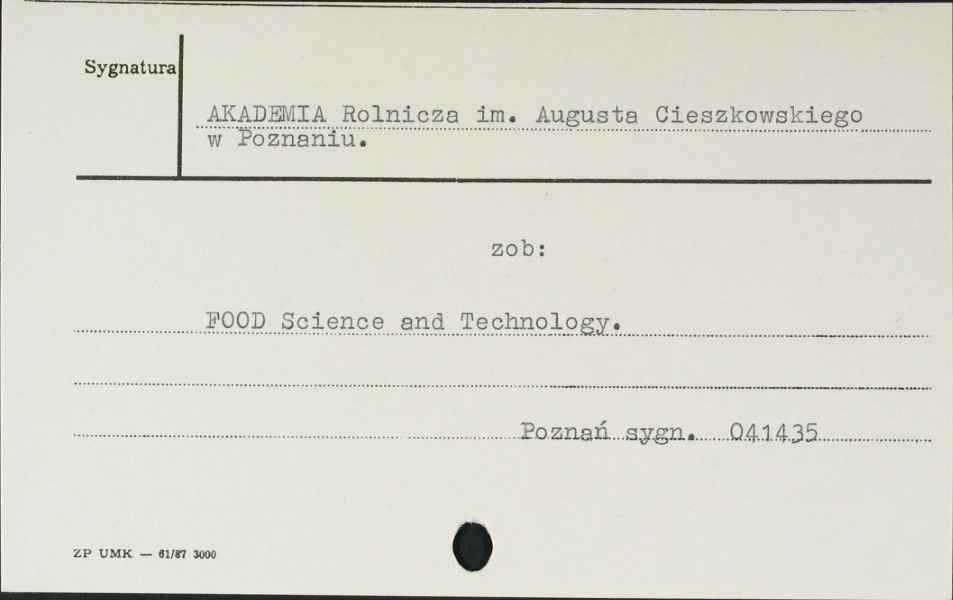 Sygnatura
AKADEMIA Rolnicza im. Augusta Cieszkowskiego
w Poznaniu.
zob:
FOOD Science and Technology.
Poznań sygn. 041435
ZP UMK — 61/87 3000